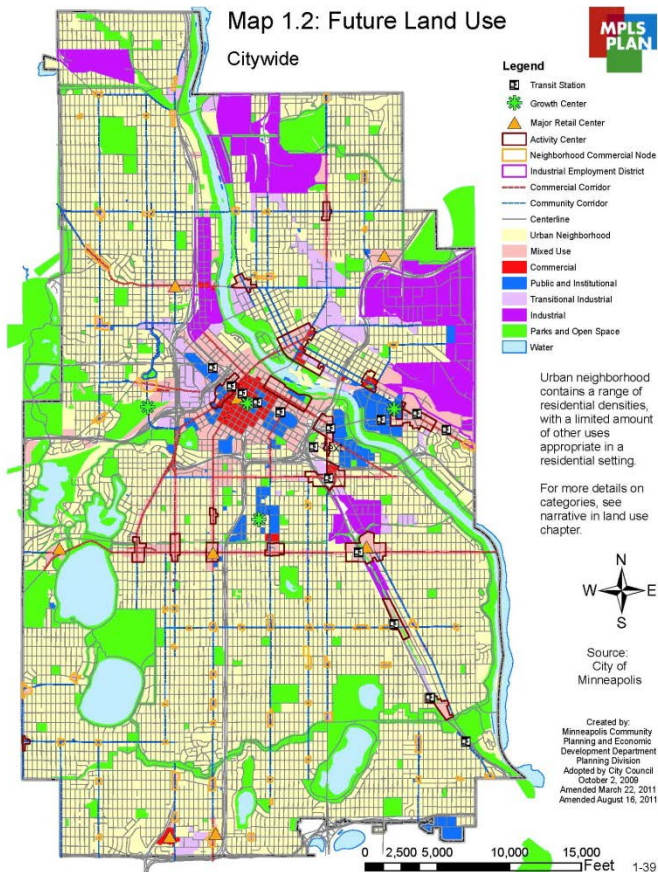 Map 1.2: Future Land Use
Citywide
MPLS
PLAN
Legend
Transit Station
Growth Center
Major Retail Center
Activity Center
Neighborhood Commercial Node
Industrial Employment District
Commercial Corridor
Community Corridor
Centerline
Urban Neighborhood
Mixed Use
Commercial
Public and Institutional
Transitional Industrial
Industrial
Parks and Open Space
Water
Urban neighborhood
contains a range of
residential densities,
with a limited amount
of other uses
appropriate in a
residential setting.
For more details on
categories, see
narrative in land use
chapter.
N
W E
S
Source:
City of
Minneapolis
Created by:
Minneapolis Community
Planning and Economic
Development Department
Planning Division
Adopted by City Council
October 2, 2009
Amended March 22, 2011
Amended August 16, 2011
0 2,500 5,000 10,000 15,000
Feet
1-39